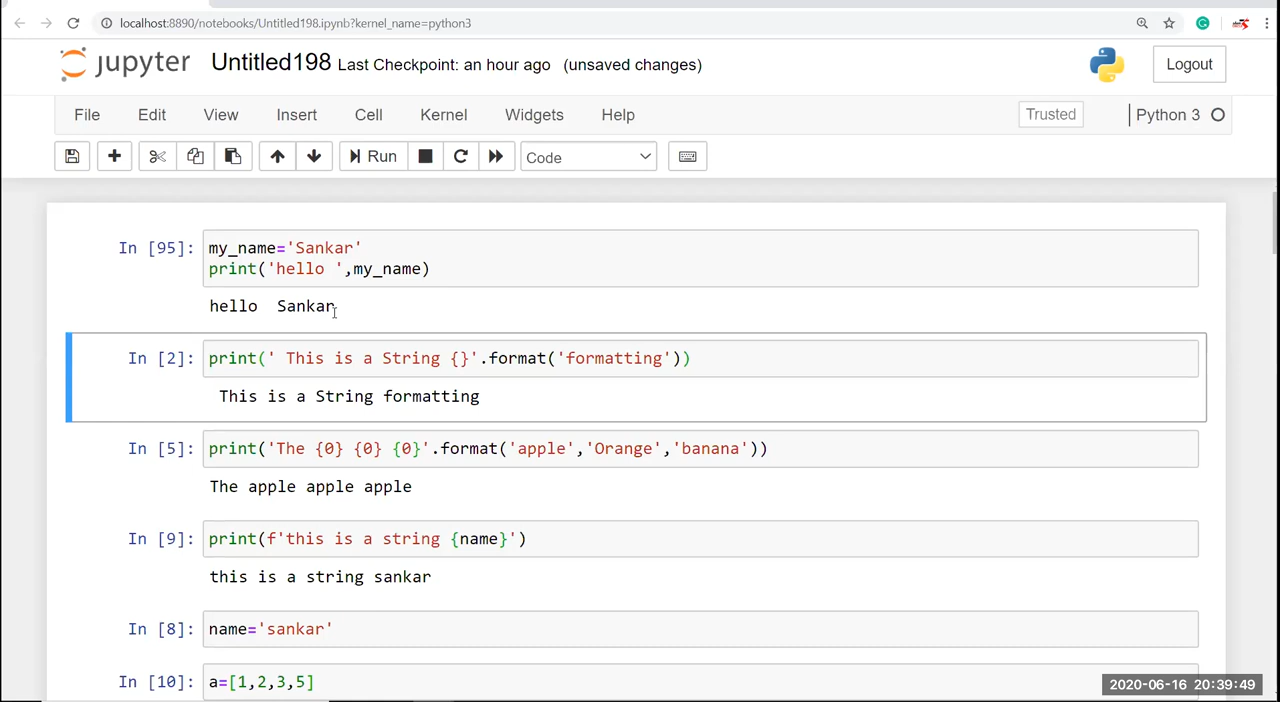 localhost:8890/notebooks/Untitled198.ipynb?kernel_name=python3
jupyter Untitled198 Last Checkpoint: an hour ago (unsaved changes) Logout
File Edit View Insert Cell Kernel Widgets Help Trusted Python 3
Run Code
In [95]: my_name='Sankar'
print('hello ',my_name)
hello  Sankar
In [2]: print(' This is a String {}'.format('formatting'))
 This is a String formatting
In [5]: print('The {0} {0} {0}'.format('apple','Orange','banana'))
The apple apple apple
In [9]: print(f'this is a string {name}')
this is a string sankar
In [8]: name='sankar'
In [10]: a=[1,2,3,5]
2020-06-16 20:39:49